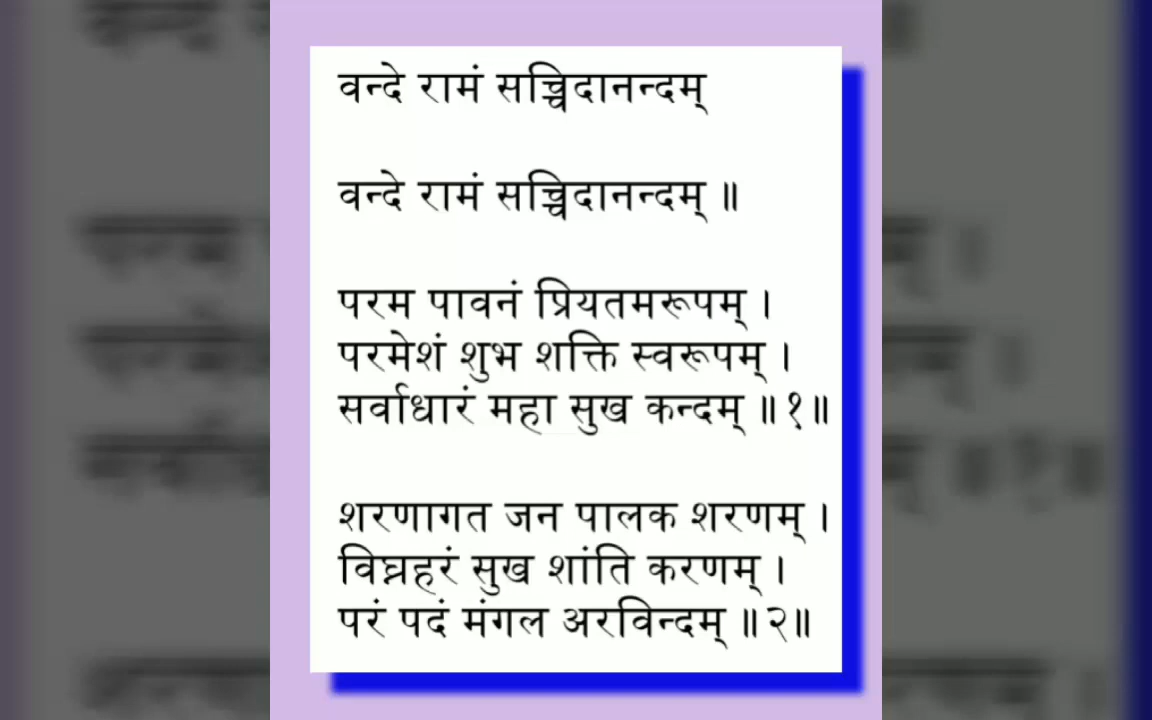 वन्दे रामं सच्चिदानन्दम्
वन्दे रामं सच्चिदानन्दम् ॥
परम पावनं प्रियतमरूपम् ।
परमेशं शुभ शक्ति स्वरूपम् ।
सर्वाधारं महा सुख कन्दम् ॥१॥
शरणागत जन पालक शरणम् ।
विघ्नहरं सुख शांति करणम् ।
परं पदं मंगल अरविन्दम् ॥२॥